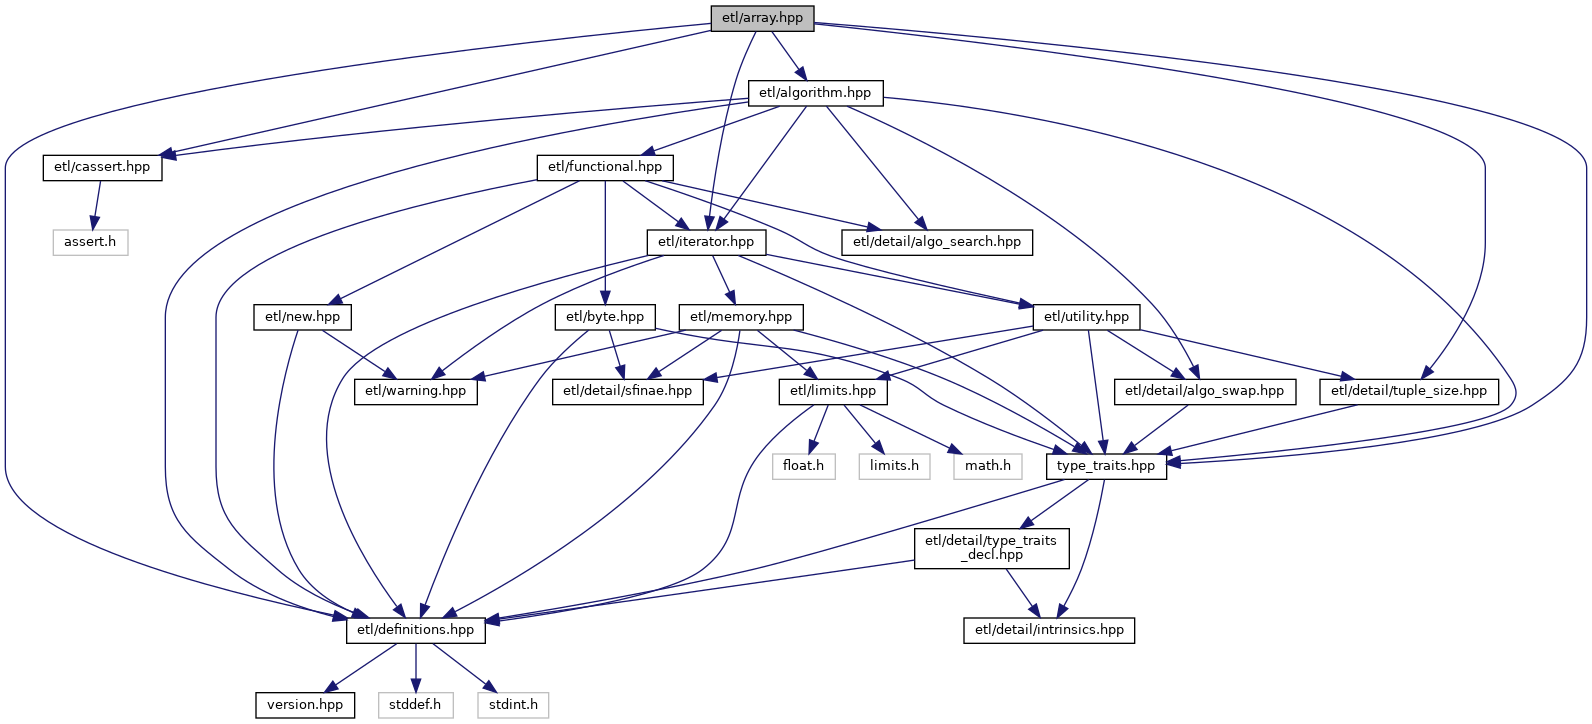 etl/array.hpp
etl/algorithm.hpp
etl/cassert.hpp
etl/functional.hpp
assert.h
etl/iterator.hpp
etl/detail/algo_search.hpp
etl/new.hpp
etl/byte.hpp
etl/memory.hpp
etl/utility.hpp
etl/warning.hpp
etl/detail/sfinae.hpp
etl/limits.hpp
etl/detail/algo_swap.hpp
etl/detail/tuple_size.hpp
float.h
limits.h
math.h
type_traits.hpp
etl/detail/type_traits
_decl.hpp
etl/definitions.hpp
etl/detail/intrinsics.hpp
version.hpp
stddef.h
stdint.h